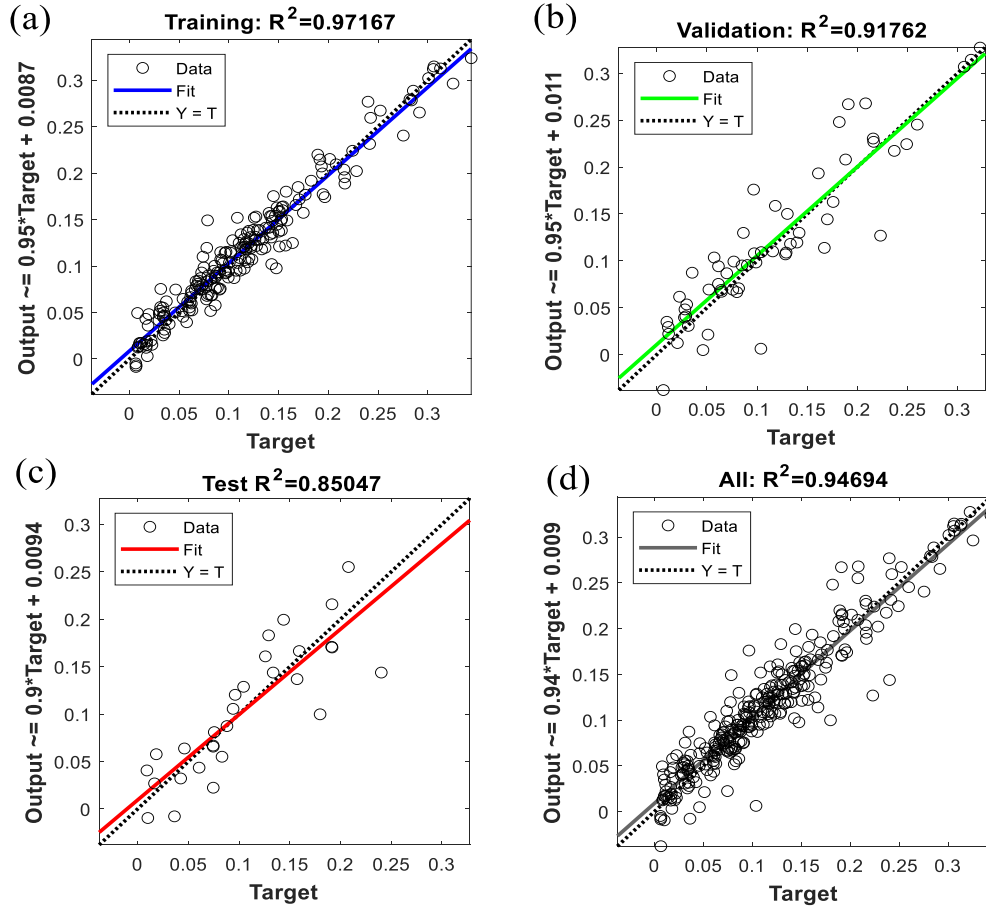 (a)
Training: R²=0.97167
Data
Fit
Y = T
Output ~= 0.95*Target + 0.0087
0.3
0.25
0.2
0.15
0.1
0.05
0
0 0.05 0.1 0.15 0.2 0.25 0.3
Target
(b)
Validation: R²=0.91762
Data
Fit
Y = T
Output ~= 0.95*Target + 0.011
0.3
0.25
0.2
0.15
0.1
0.05
0
0 0.05 0.1 0.15 0.2 0.25 0.3
Target
(c)
Test R²=0.85047
Data
Fit
Y = T
Output ~= 0.9*Target + 0.0094
0.3
0.25
0.2
0.15
0.1
0.05
0
0 0.05 0.1 0.15 0.2 0.25 0.3
Target
(d)
All: R²=0.94694
Data
Fit
Y = T
Output ~= 0.94*Target + 0.009
0.3
0.25
0.2
0.15
0.1
0.05
0
0 0.05 0.1 0.15 0.2 0.25 0.3
Target